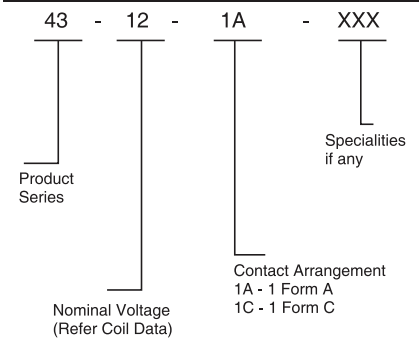 43 - 12 - 1A - XXX
Specialities
if any
Product
Series
Contact Arrangement
1A - 1 Form A
1C - 1 Form C
Nominal Voltage
(Refer Coil Data)